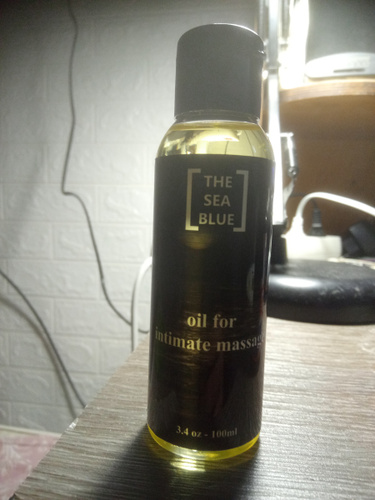 THE
SEA
BLUE
oil for
intimate massage
3.4 oz - 100ml